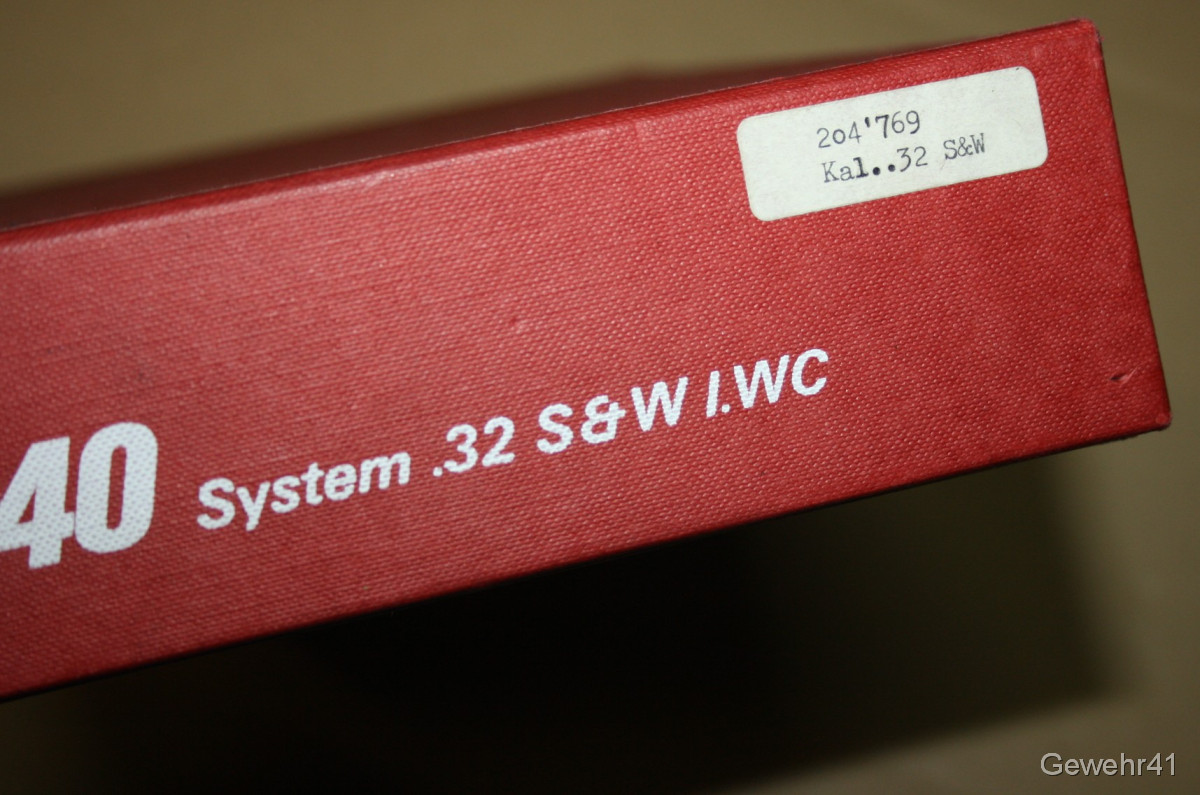 204'769
Kal..32 S&W
40 System .32 S&W l.WC
Gewehr41